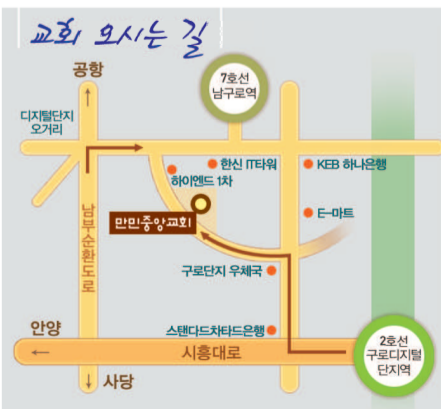 교회 오시는 길
공항
7호선
남구로역
디지털단지
오거리
한신 IT타워
KEB 하나은행
하이엔드 1차
E-마트
만민중앙교회
남부순환도로
구로단지 우체국
스탠다드차타드은행
안양
시흥대로
2호선
구로디지털
단지역
사당